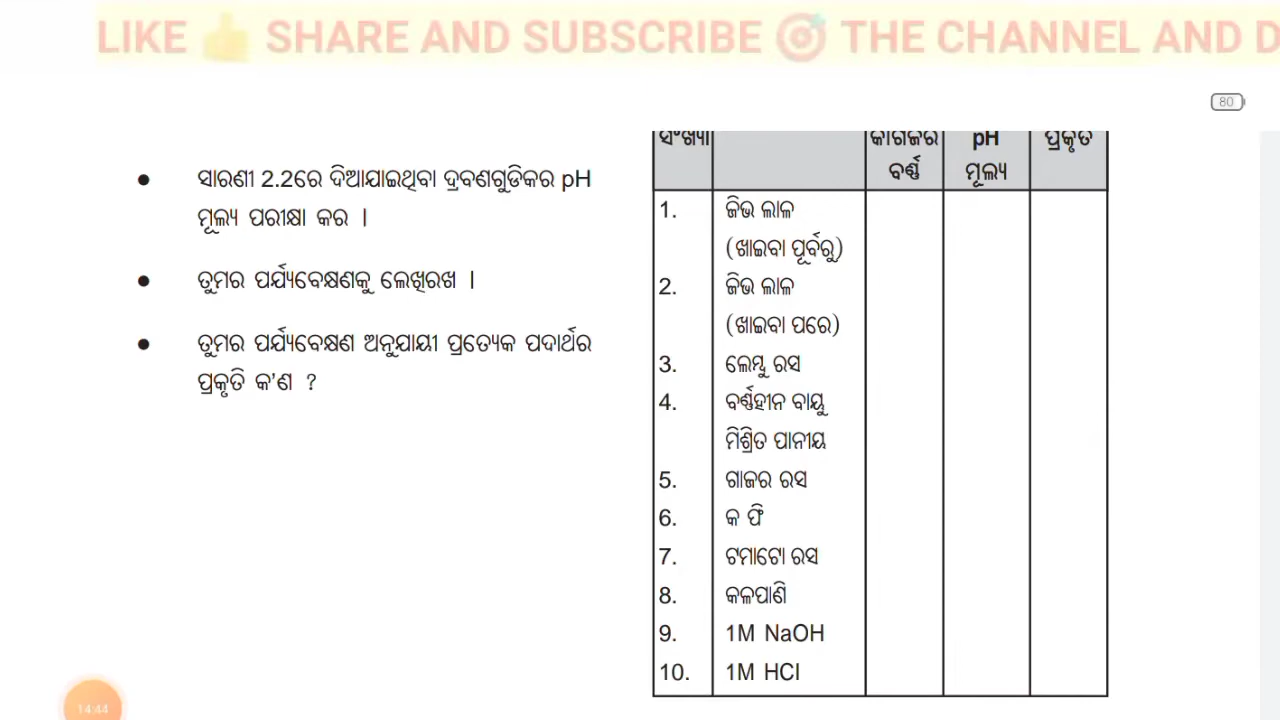 LIKE 👍 SHARE AND SUBSCRIBE 🎯 THE CHANNEL AND D
80
ସଂଖ୍ୟା କାଗଜର pH ପ୍ରକୃତି
ବର୍ଣ୍ଣ ମୂଲ୍ୟ
● ସାରଣୀ 2.2ରେ ଦିଆଯାଇଥିବା ଦ୍ରବଣଗୁଡିକର pH
ମୂଲ୍ୟ ପରୀକ୍ଷା କର ।
● ତୁମର ପର୍ଯ୍ୟବେକ୍ଷଣକୁ ଲେଖିରଖ ।
● ତୁମର ପର୍ଯ୍ୟବେକ୍ଷଣ ଅନୁଯାୟୀ ପ୍ରତ୍ୟେକ ପଦାର୍ଥର
ପ୍ରକୃତି କ'ଣ ?
1. ଜିଭ ଲାଳ
(ଖାଇବା ପୂର୍ବରୁ)
2. ଜିଭ ଲାଳ
(ଖାଇବା ପରେ)
3. ଲେମ୍ବୁ ରସ
4. ବର୍ଣ୍ଣହୀନ ବାୟୁ
ମିଶ୍ରିତ ପାନୀୟ
5. ଗାଜର ରସ
6. କ ଫି
7. ଟମାଟୋ ରସ
8. କଳପାଣି
9. 1M NaOH
10. 1M HCl
14:44